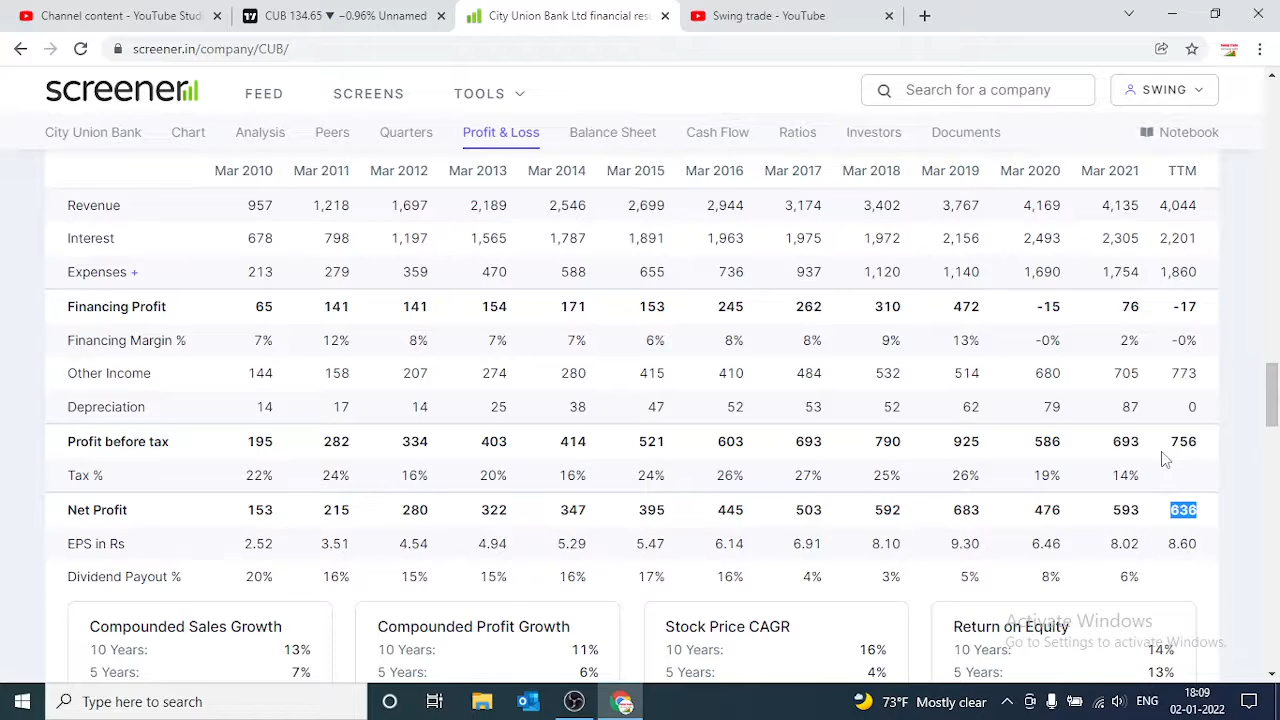 Channel content - YouTube Stud
CUB 134.65 ▼ −0.96% Unnamed
City Union Bank Ltd financial res
Swing trade - YouTube
screener.in/company/CUB/
screener
FEED SCREENS TOOLS
Search for a company
SWING
City Union Bank Chart Analysis Peers Quarters Profit & Loss Balance Sheet Cash Flow Ratios Investors Documents Notebook
Mar 2010 Mar 2011 Mar 2012 Mar 2013 Mar 2014 Mar 2015 Mar 2016 Mar 2017 Mar 2018 Mar 2019 Mar 2020 Mar 2021 TTM
Revenue 957 1,218 1,697 2,189 2,546 2,699 2,944 3,174 3,402 3,767 4,169 4,135 4,044
Interest 678 798 1,197 1,565 1,787 1,891 1,963 1,975 1,972 2,156 2,493 2,305 2,201
Expenses + 213 279 359 470 588 655 736 937 1,120 1,140 1,690 1,754 1,860
Financing Profit 65 141 141 154 171 153 245 262 310 472 -15 76 -17
Financing Margin % 7% 12% 8% 7% 7% 6% 8% 8% 9% 13% -0% 2% -0%
Other Income 144 158 207 274 280 415 410 484 532 514 680 705 773
Depreciation 14 17 14 25 38 47 52 53 52 62 79 87 0
Profit before tax 195 282 334 403 414 521 603 693 790 925 586 693 756
Tax % 22% 24% 16% 20% 16% 24% 26% 27% 25% 26% 19% 14%
Net Profit 153 215 280 322 347 395 445 503 592 683 476 593 636
EPS in Rs 2.52 3.51 4.54 4.94 5.29 5.47 6.14 6.91 8.10 9.30 6.46 8.02 8.60
Dividend Payout % 20% 16% 15% 15% 16% 17% 16% 4% 3% 5% 8% 6%
Compounded Sales Growth Compounded Profit Growth Stock Price CAGR Return on Equity
10 Years: 13% 10 Years: 11% 10 Years: 16% 10 Years: 14%
5 Years: 7% 5 Years: 6% 5 Years: 4% 5 Years: 13%
Activate Windows
Go to Settings to activate Windows.
Type here to search
73°F Mostly clear
ENG
18:09
02-01-2022